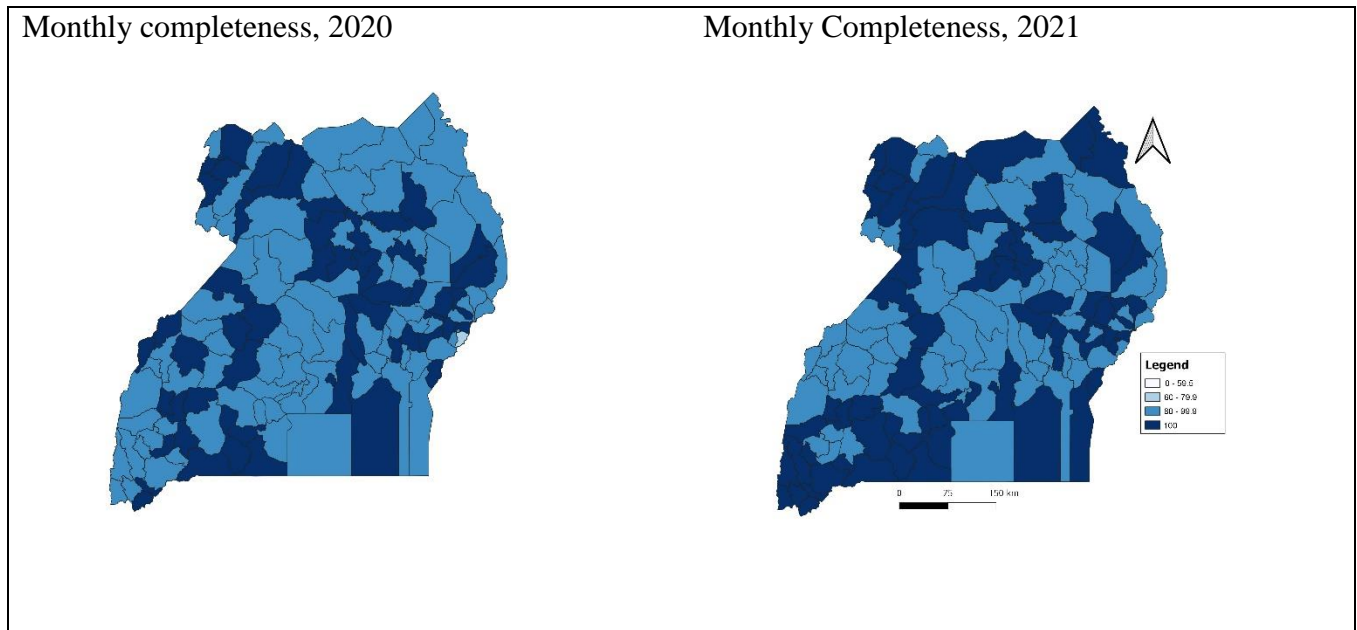 Monthly completeness, 2020
Monthly Completeness, 2021
Legend
0 - 59.5
60 - 79.9
80 - 99.9
100
0 75 150 km